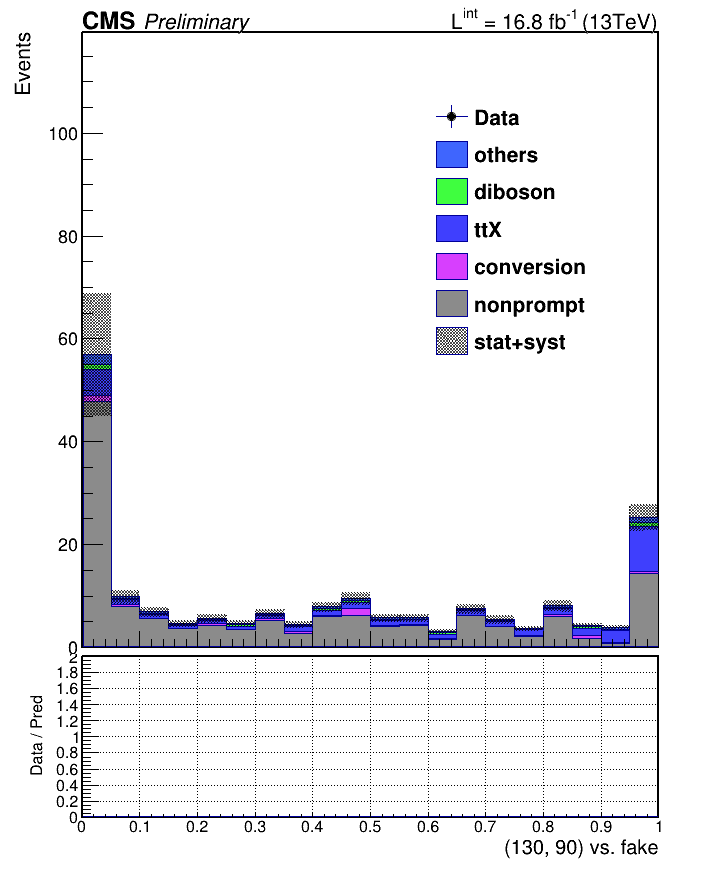 CMS Preliminary L^int = 16.8 fb^-1 (13TeV)
Events
100
80
60
40
20
0
Data
others
diboson
ttX
conversion
nonprompt
stat+syst
Data / Pred
2
1.8
1.6
1.4
1.2
1
0.8
0.6
0.4
0.2
0
0 0.1 0.2 0.3 0.4 0.5 0.6 0.7 0.8 0.9 1
(130, 90) vs. fake